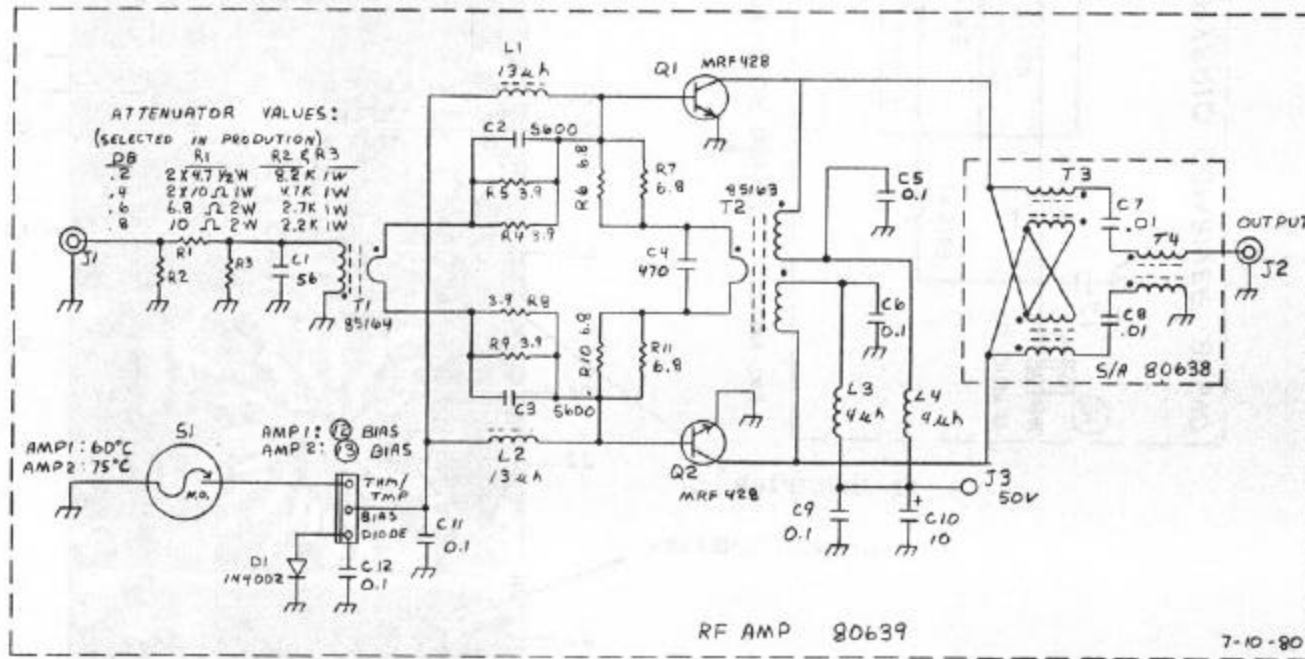 L1
13µh
Q1
MRF428
ATTENUATOR VALUES:
(SELECTED IN PRODUTION)
DB R1 R2 & R3
.2 2X4.7 ½W 8.2K 1W
.4 2X10 Ω 1W 4.7K 1W
.6 6.8 Ω 2W 2.7K 1W
.8 10 Ω 2W 2.2K 1W
C2 5600
R5 3.9
R4 3.9
R6 6.8
R7
6.8
85163
T2
C5
0.1
T3
C7
.01
T4
OUTPUT
J2
J1
R1
R2
R3
C1
56
T1
85164
C4
470
3.9 R8
R9 3.9
C3 5600
R10 6.8
R11
6.8
C6
0.1
C8
.01
S/A 80638
L3
4µh
L4
4µh
AMP1: 60°C
AMP2: 75°C
S1
N.O.
AMP1: 12 BIAS
AMP2: 13 BIAS
THM/
TMP
BIAS
DIODE
L2
13µh
Q2
MRF428
J3
50V
C9
0.1
+
C10
10
C11
0.1
D1
1N4002
C12
0.1
RF AMP 80639
7-10-80